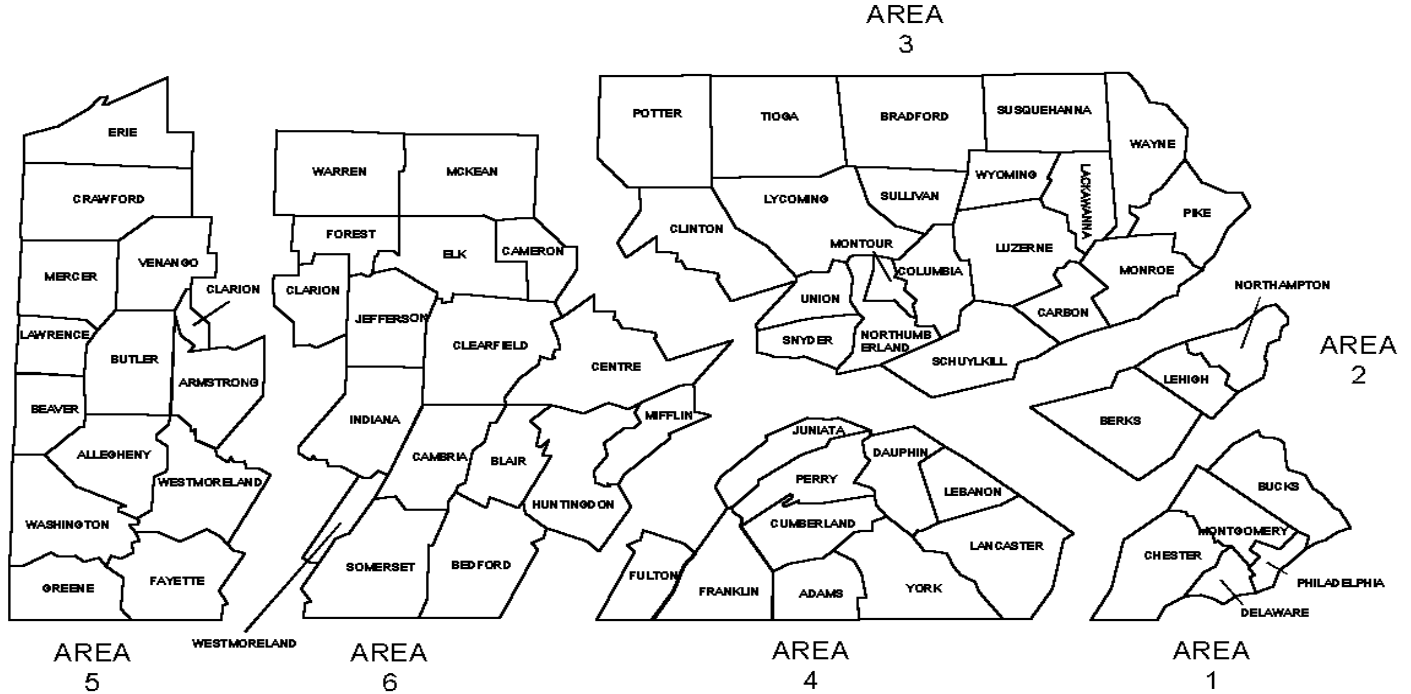 AREA
3
ERIE
CRAWFORD
MERCER
VENANGO
CLARION
LAWRENCE
BUTLER
ARMSTRONG
BEAVER
ALLEGHENY
WESTMORELAND
WASHINGTON
GREENE
FAYETTE
AREA
5
WARREN
MCKEAN
FOREST
ELK
CAMERON
CLARION
JEFFERSON
CLEARFIELD
CENTRE
INDIANA
MIFFLIN
CAMBRIA
BLAIR
HUNTINGDON
SOMERSET
BEDFORD
WESTMORELAND
AREA
6
POTTER
TIOGA
BRADFORD
SUSQUEHANNA
WAYNE
WYOMING
LACKAWANNA
SULLIVAN
LYCOMING
CLINTON
PIKE
MONTOUR
COLUMBIA
LUZERNE
MONROE
UNION
CARBON
SNYDER
NORTHUMB
ERLAND
SCHUYLKILL
NORTHAMPTON
LEHIGH
BERKS
AREA
2
JUNIATA
DAUPHIN
PERRY
LEBANON
CUMBERLAND
LANCASTER
FULTON
FRANKLIN
ADAMS
YORK
AREA
4
BUCKS
MONTGOMERY
CHESTER
PHILADELPHIA
DELAWARE
AREA
1